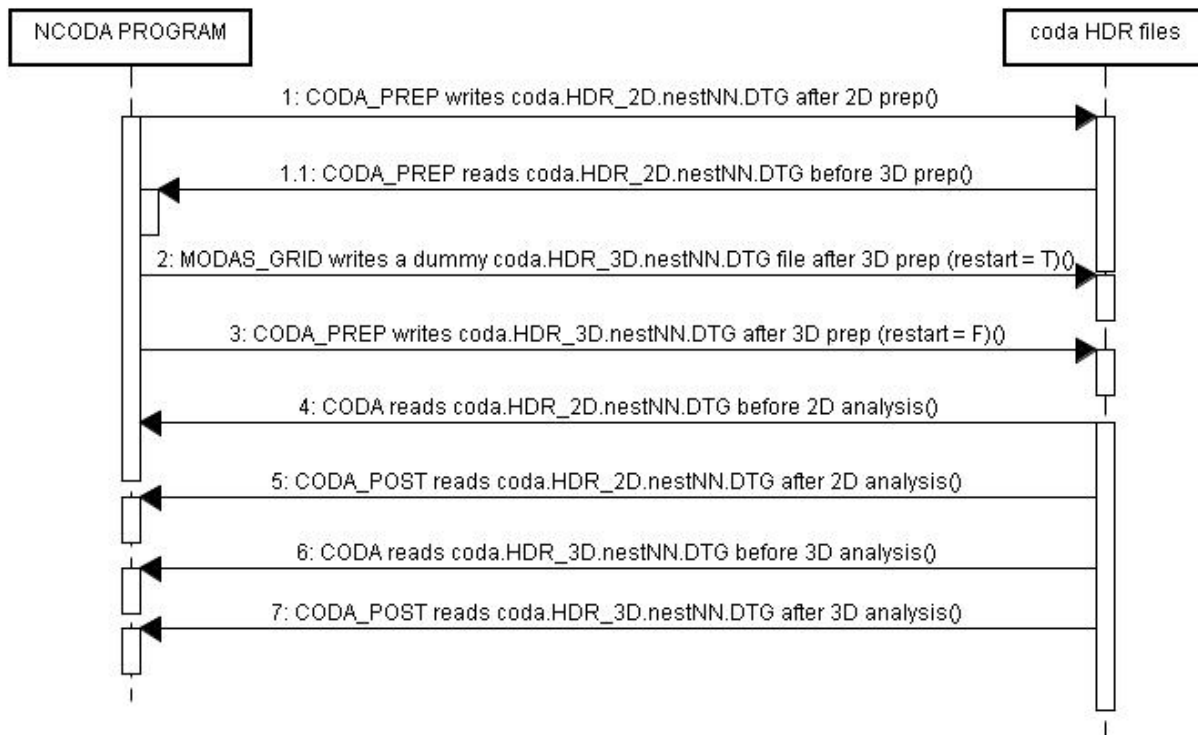 NCODA PROGRAM
coda HDR files
1: CODA_PREP writes coda.HDR_2D.nestNN.DTG after 2D prep()
1.1: CODA_PREP reads coda.HDR_2D.nestNN.DTG before 3D prep()
2: MODAS_GRID writes a dummy coda.HDR_3D.nestNN.DTG file after 3D prep (restart = T)()
3: CODA_PREP writes coda.HDR_3D.nestNN.DTG after 3D prep (restart = F)()
4: CODA reads coda.HDR_2D.nestNN.DTG before 2D analysis()
5: CODA_POST reads coda.HDR_2D.nestNN.DTG after 2D analysis()
6: CODA reads coda.HDR_3D.nestNN.DTG before 3D analysis()
7: CODA_POST reads coda.HDR_3D.nestNN.DTG after 3D analysis()